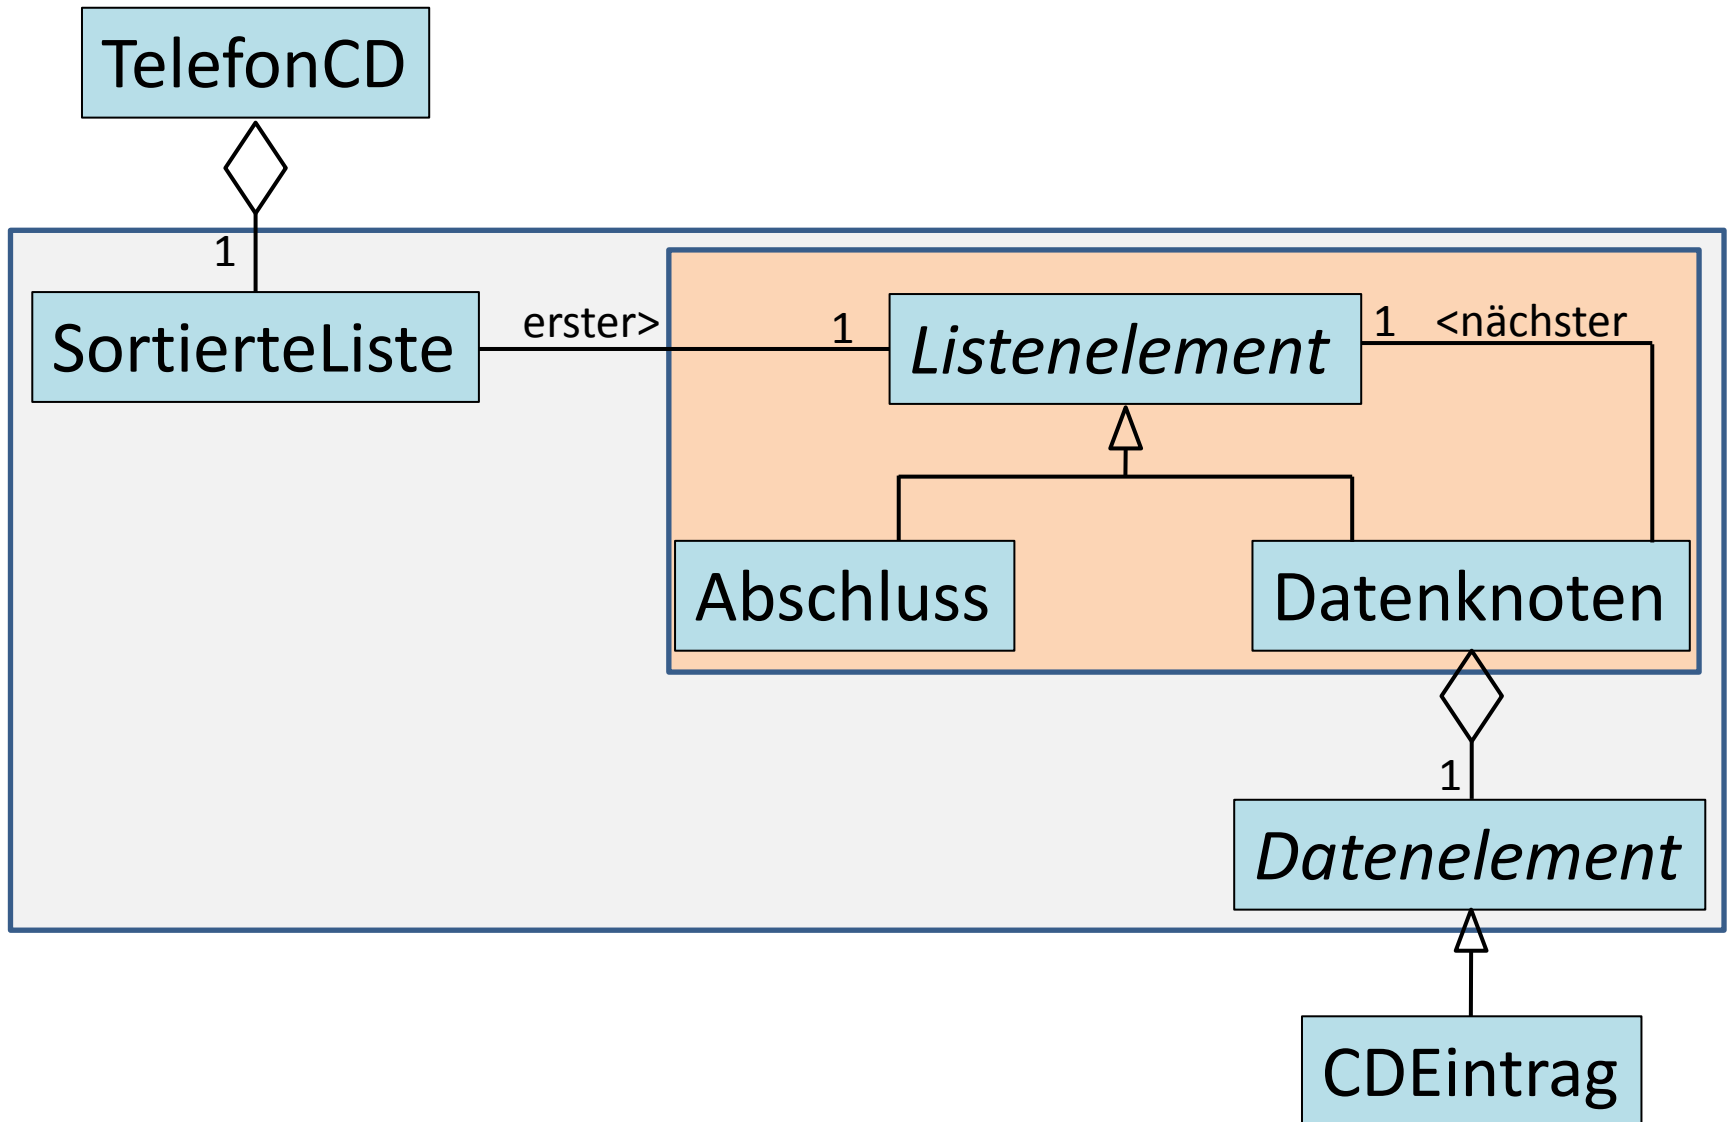 TelefonCD
1
SortierteListe
erster>
1
Listenelement
1
<nächster
Abschluss
Datenknoten
1
Datenelement
CDEintrag